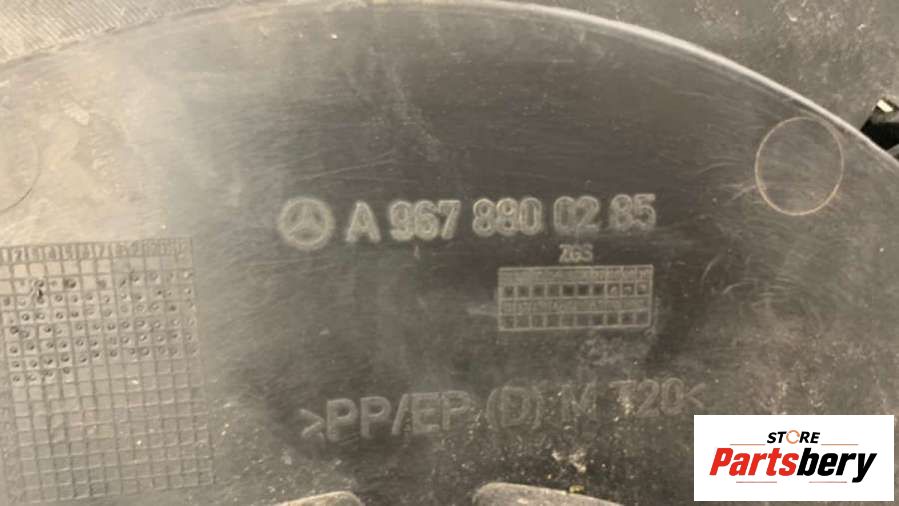 A 967 880 02 85
ZGS
>PP/EP (D) M T20<
STORE
Partsbery